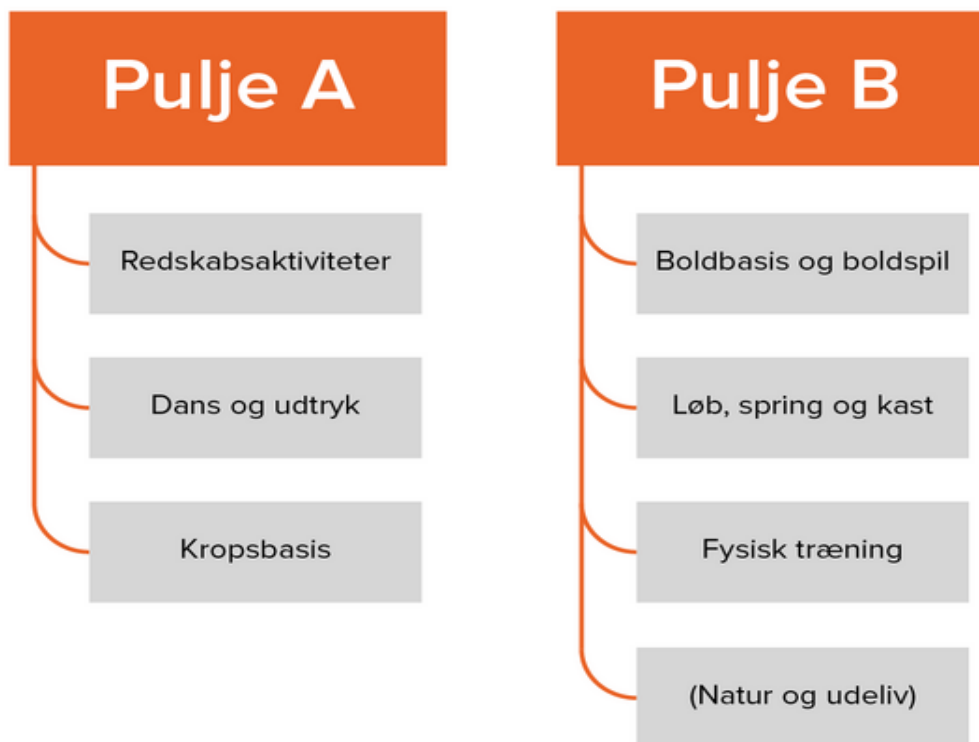 Pulje A
Redskabsaktiviteter
Dans og udtryk
Kropsbasis
Pulje B
Boldbasis og boldspil
Løb, spring og kast
Fysisk træning
(Natur og udeliv)